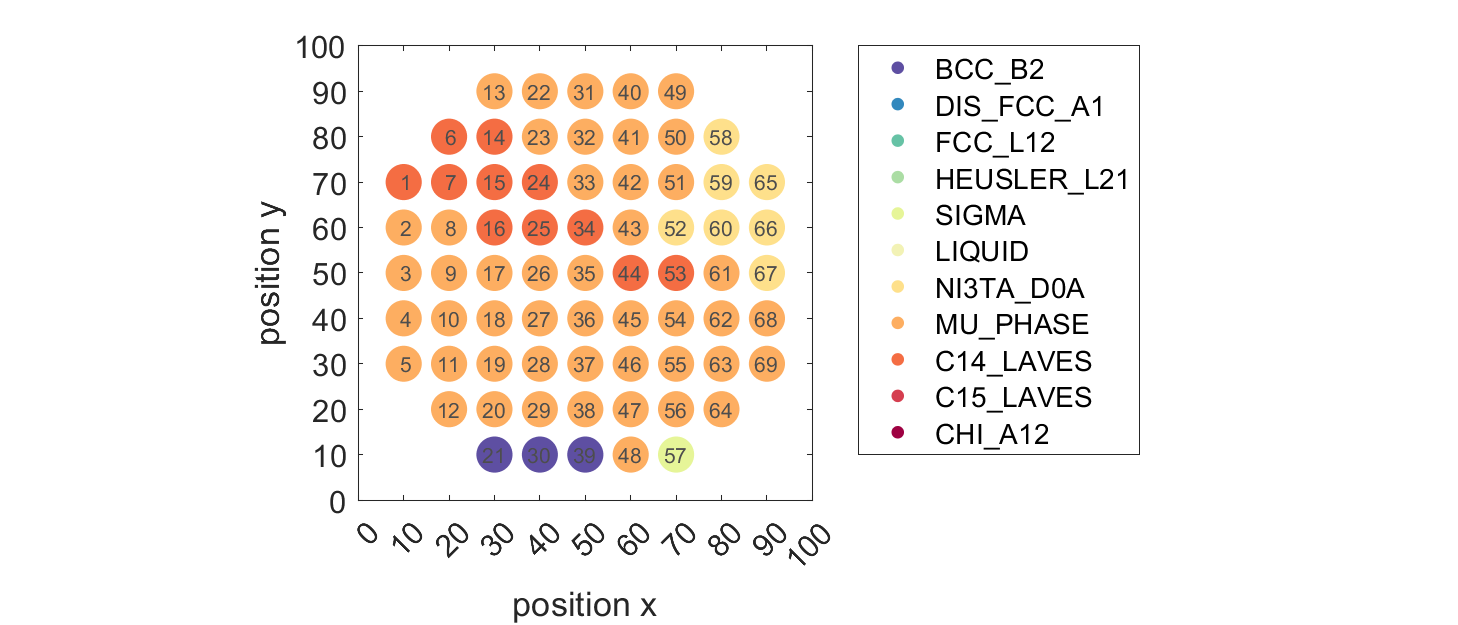 100
90
80
70
60
50
40
30
20
10
0
position y
13 22 31 40 49
6 14 23 32 41 50 58
1 7 15 24 33 42 51 59 65
2 8 16 25 34 43 52 60 66
3 9 17 26 35 44 53 61 67
4 10 18 27 36 45 54 62 68
5 11 19 28 37 46 55 63 69
12 20 29 38 47 56 64
21 30 39 48 57
0 10 20 30 40 50 60 70 80 90 100
position x
BCC_B2
DIS_FCC_A1
FCC_L12
HEUSLER_L21
SIGMA
LIQUID
NI3TA_D0A
MU_PHASE
C14_LAVES
C15_LAVES
CHI_A12